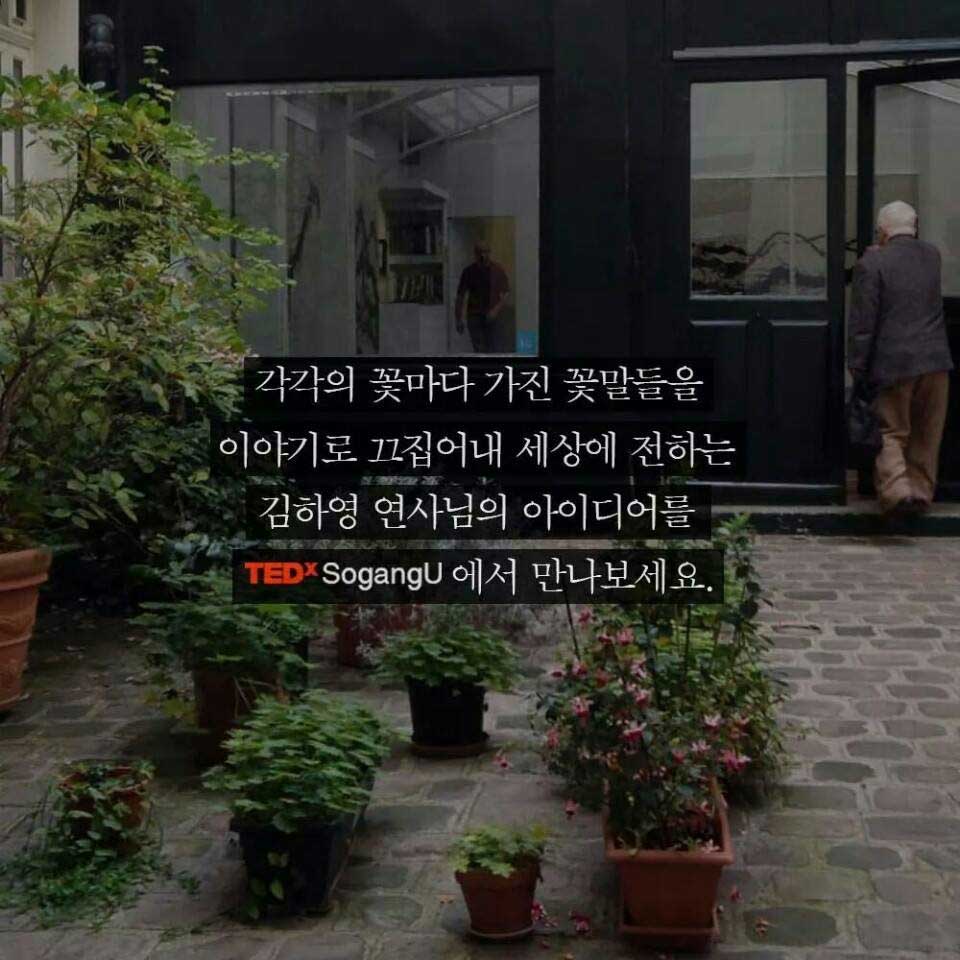 각각의 꽃마다 가진 꽃말들을
이야기로 끄집어내 세상에 전하는
김하영 연사님의 아이디어를
TEDx SogangU 에서 만나보세요.